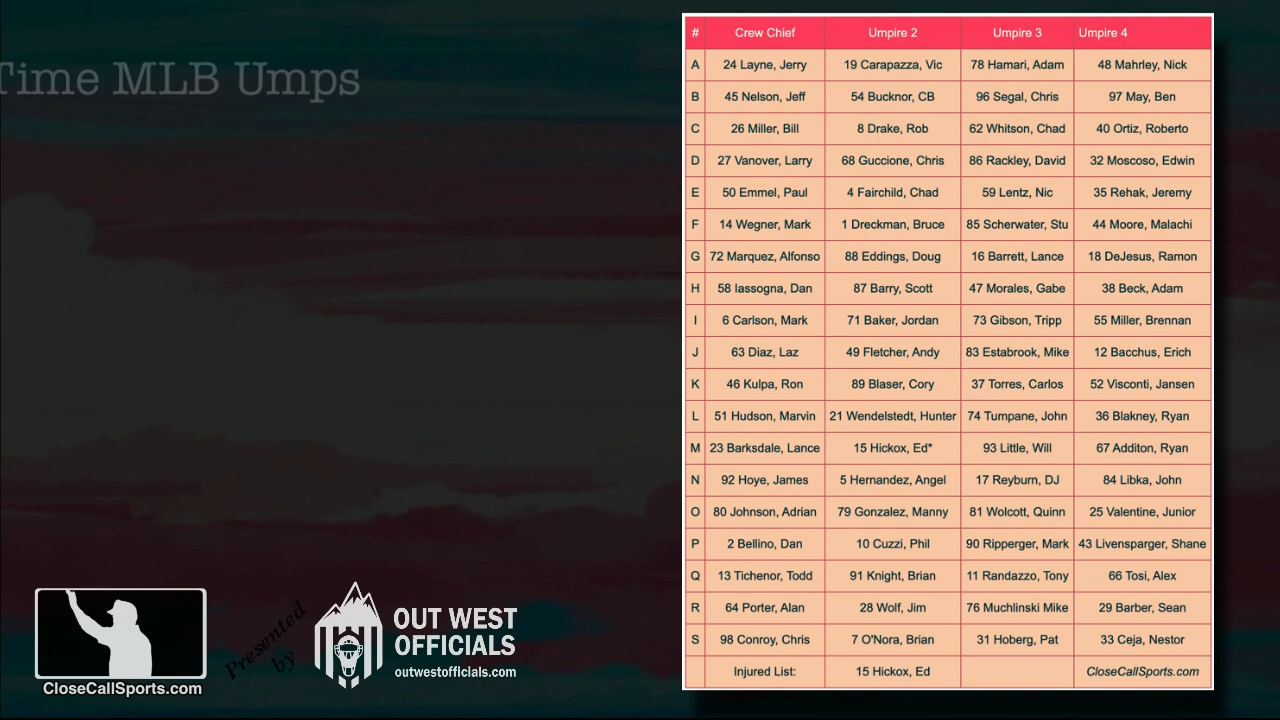 Time MLB Umps
# Crew Chief Umpire 2 Umpire 3 Umpire 4
A 24 Layne, Jerry 19 Carapazza, Vic 78 Hamari, Adam 48 Mahrley, Nick
B 45 Nelson, Jeff 54 Bucknor, CB 96 Segal, Chris 97 May, Ben
C 26 Miller, Bill 8 Drake, Rob 62 Whitson, Chad 40 Ortiz, Roberto
D 27 Vanover, Larry 68 Guccione, Chris 86 Rackley, David 32 Moscoso, Edwin
E 50 Emmel, Paul 4 Fairchild, Chad 59 Lentz, Nic 35 Rehak, Jeremy
F 14 Wegner, Mark 1 Dreckman, Bruce 85 Scherwater, Stu 44 Moore, Malachi
G 72 Marquez, Alfonso 88 Eddings, Doug 16 Barrett, Lance 18 DeJesus, Ramon
H 58 Iassogna, Dan 87 Barry, Scott 47 Morales, Gabe 38 Beck, Adam
I 6 Carlson, Mark 71 Baker, Jordan 73 Gibson, Tripp 55 Miller, Brennan
J 63 Diaz, Laz 49 Fletcher, Andy 83 Estabrook, Mike 12 Bacchus, Erich
K 46 Kulpa, Ron 89 Blaser, Cory 37 Torres, Carlos 52 Visconti, Jansen
L 51 Hudson, Marvin 21 Wendelstedt, Hunter 74 Tumpane, John 36 Blakney, Ryan
M 23 Barksdale, Lance 15 Hickox, Ed* 93 Little, Will 67 Additon, Ryan
N 92 Hoye, James 5 Hernandez, Angel 17 Reyburn, DJ 84 Libka, John
O 80 Johnson, Adrian 79 Gonzalez, Manny 81 Wolcott, Quinn 25 Valentine, Junior
P 2 Bellino, Dan 10 Cuzzi, Phil 90 Ripperger, Mark 43 Livensparger, Shane
Q 13 Tichenor, Todd 91 Knight, Brian 11 Randazzo, Tony 66 Tosi, Alex
R 64 Porter, Alan 28 Wolf, Jim 76 Muchlinski Mike 29 Barber, Sean
S 98 Conroy, Chris 7 O'Nora, Brian 31 Hoberg, Pat 33 Ceja, Nestor
Injured List: 15 Hickox, Ed CloseCallSports.com
CloseCallSports.com
Presented
by
OUT WEST
OFFICIALS
outwestofficials.com